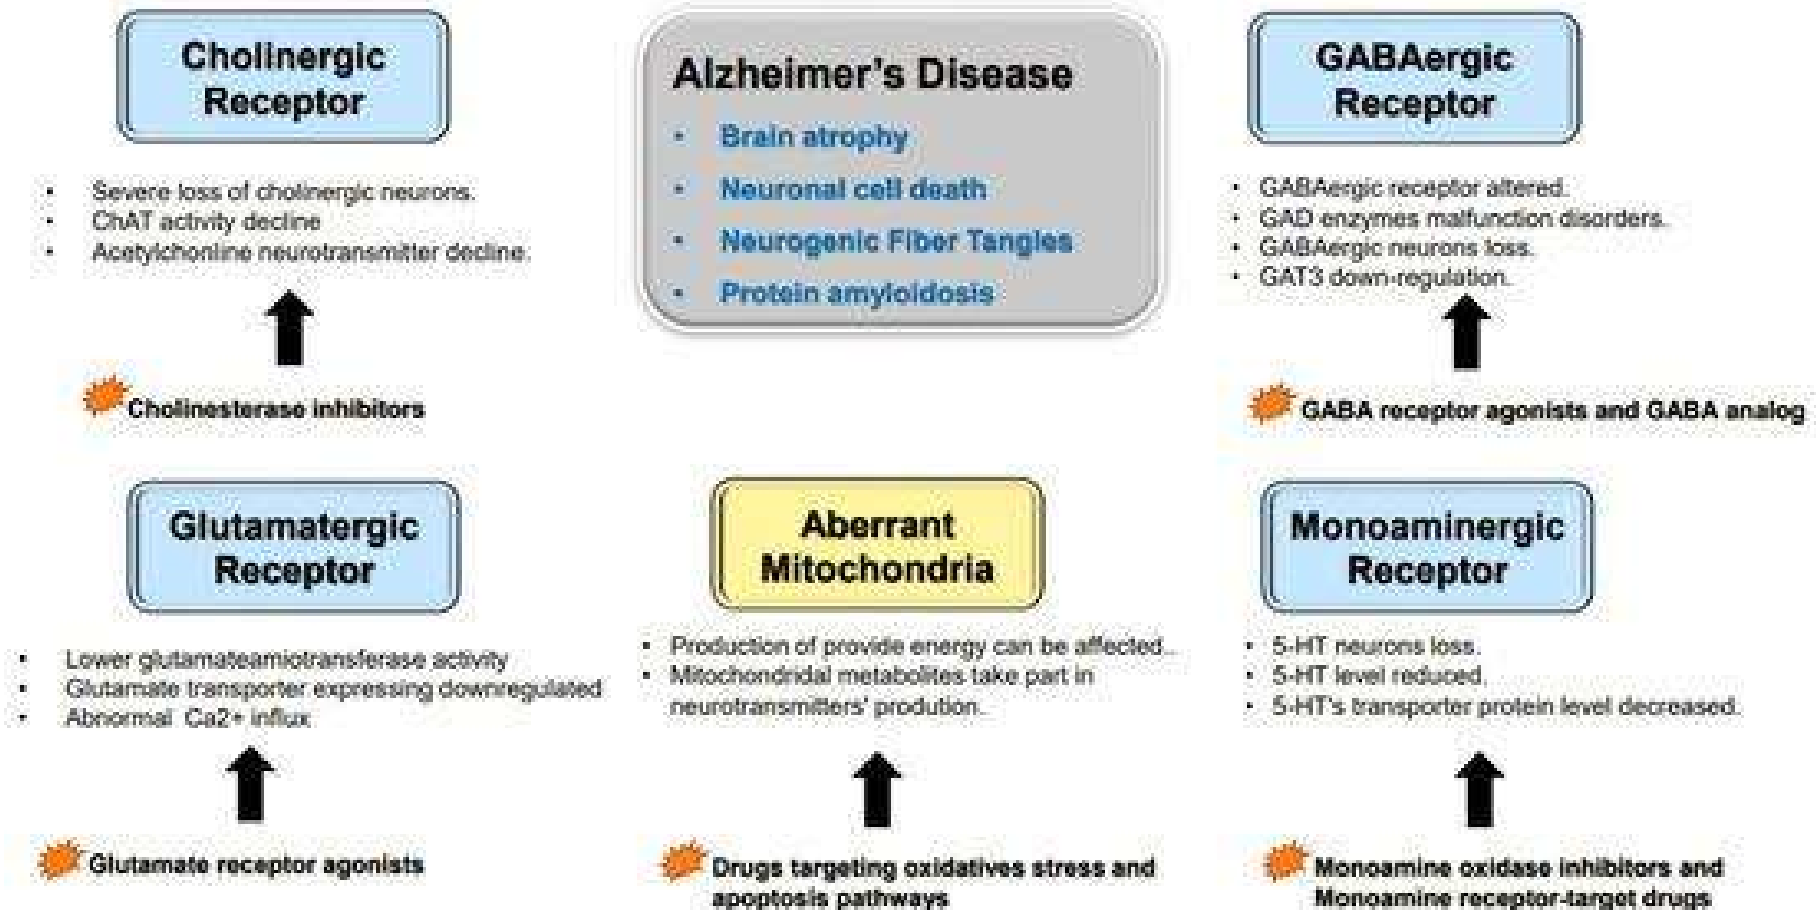 Cholinergic
Receptor
• Severe loss of cholinergic neurons.
• ChAT activity decline
• Acetylchonline neurotransmitter decline.
Cholinesterase inhibitors
Alzheimer's Disease
• Brain atrophy
• Neuronal cell death
• Neurogenic Fiber Tangles
• Protein amyloidosis
GABAergic
Receptor
• GABAergic receptor altered.
• GAD enzymes malfunction disorders.
• GABAergic neurons loss.
• GAT3 down-regulation.
GABA receptor agonists and GABA analog
Glutamatergic
Receptor
• Lower glutamateamiotransferase activity
• Glutamate transporter expressing downregulated
• Abnormal Ca2+ influx
Glutamate receptor agonists
Aberrant
Mitochondria
• Production of provide energy can be affected..
• Mitochondridal metabolites take part in
neurotransmitters' prodution.
Drugs targeting oxidatives stress and
apoptosis pathways
Monoaminergic
Receptor
• 5-HT neurons loss.
• 5-HT level reduced.
• 5-HT's transporter protein level decreased.
Monoamine oxidase inhibitors and
Monoamine receptor-target drugs